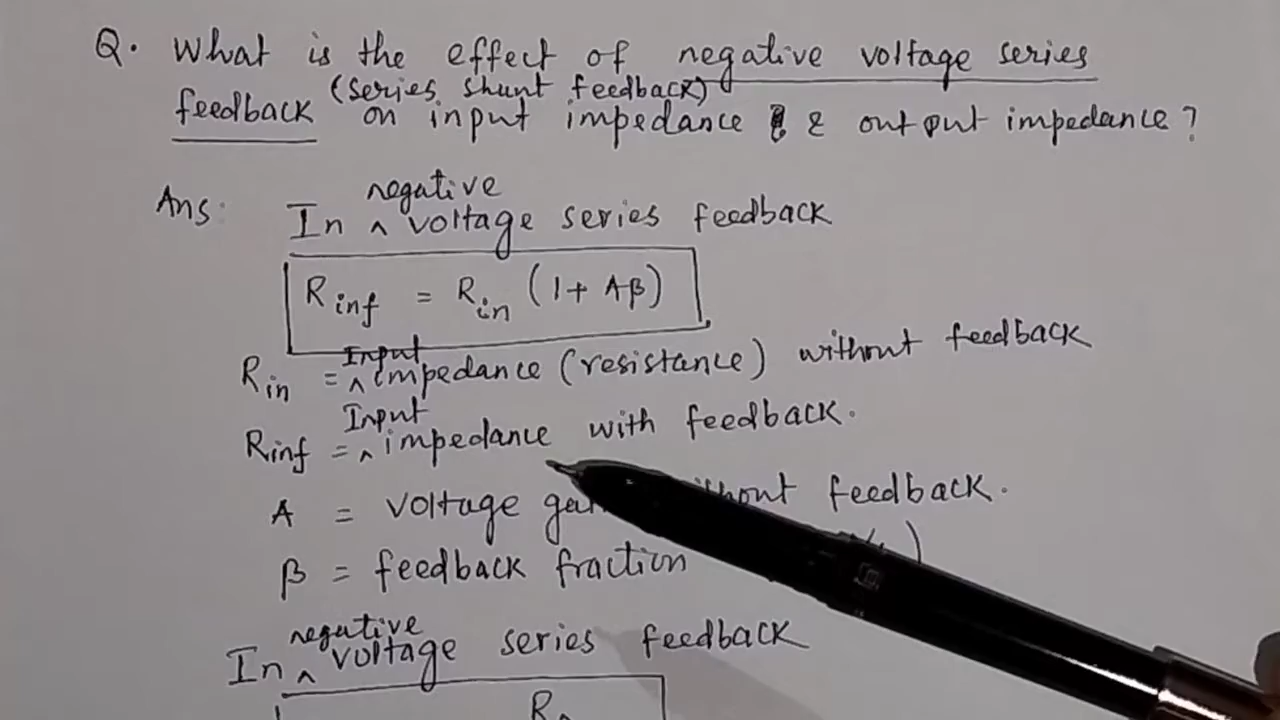 Q. What is the effect of negative voltage series
(series shunt feedback)
feedback on input impedance & output impedance?
negative
Ans: In ^ voltage series feedback
R inf = R in (1 + Aβ)
Input
R in = ^ impedance (resistance) without feedback
Input
R inf = ^ impedance with feedback.
A = voltage without feedback.
β = feedback fraction
negative
In ^ voltage series feedback